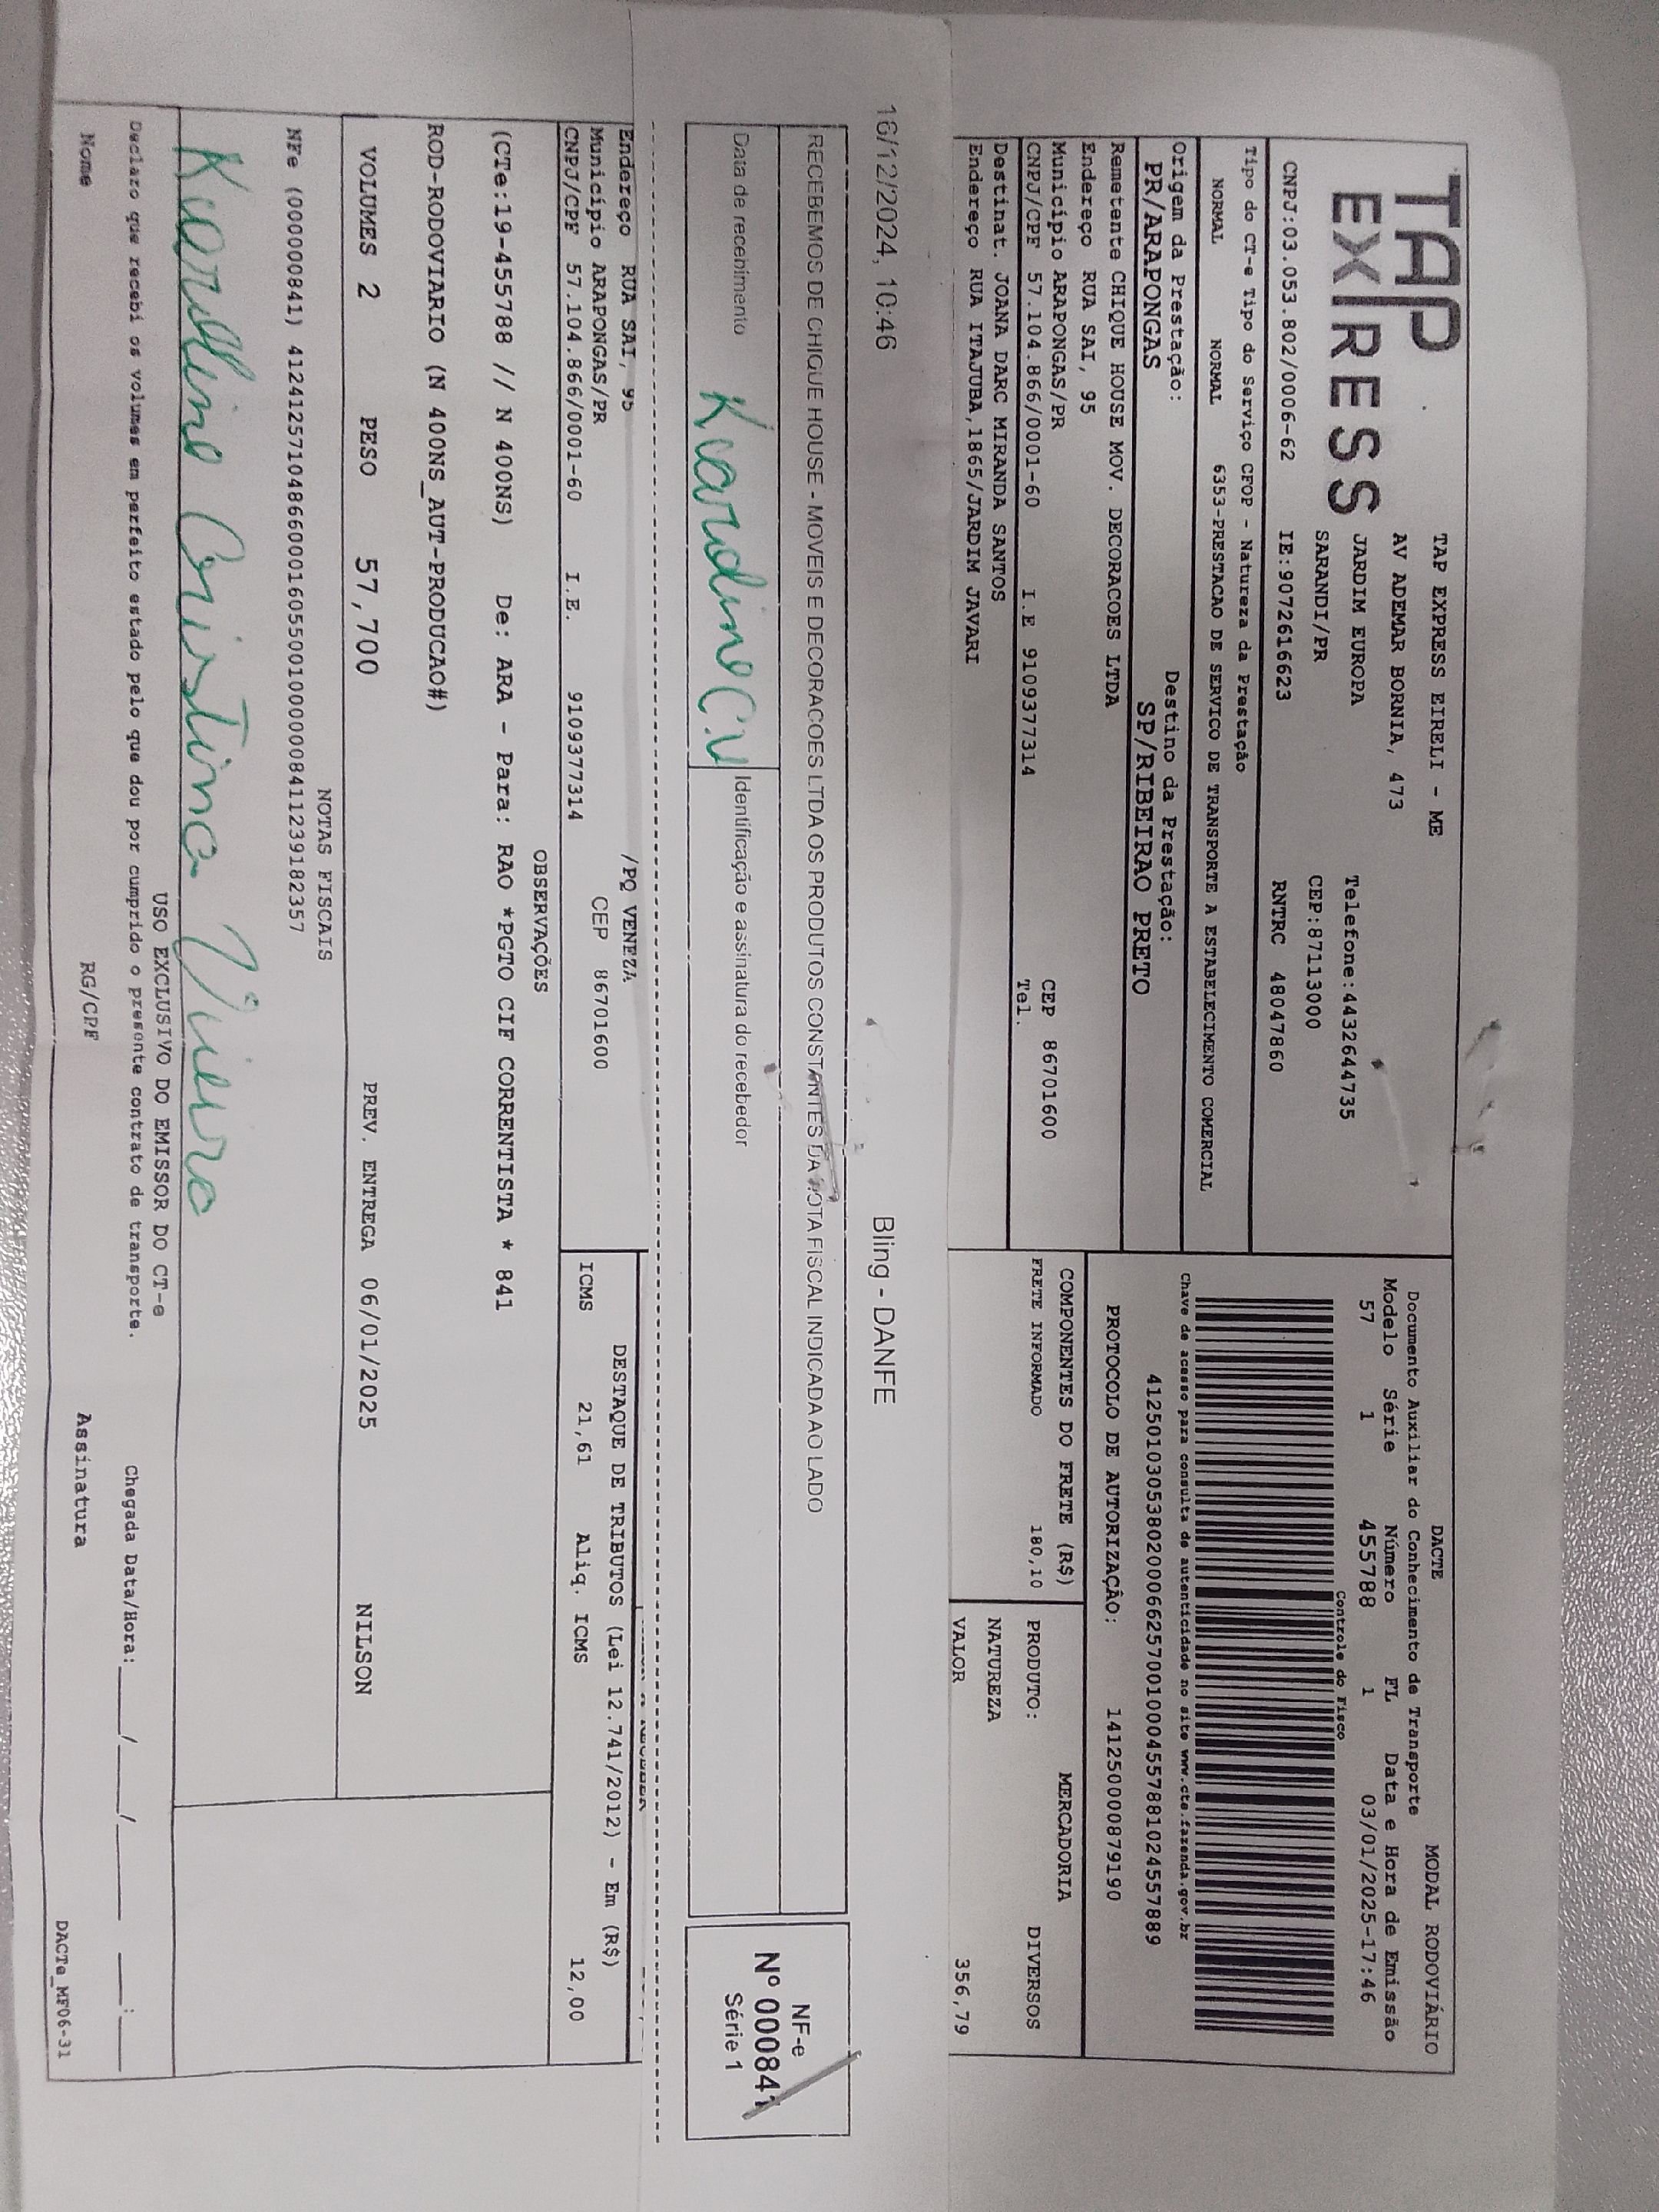 TAP
EXPRESS
TAP EXPRESS EIRELI - ME
AV ADEMAR BORNIA, 473
JARDIM EUROPA Telefone:4432644735
SARANDI/PR CEP:87113000
CNPJ:03.053.802/0006-62 IE:9072616623 RNTRC 48047860
Tipo do CT-e Tipo do Serviço CFOP - Natureza da Prestação
NORMAL NORMAL 6353-PRESTACAO DE SERVICO DE TRANSPORTE A ESTABELECIMENTO COMERCIAL
Origem da Prestação: Destino da Prestação:
PR/ARAPONGAS SP/RIBEIRAO PRETO
Remetente CHIQUE HOUSE MOV. DECORACOES LTDA
Endereço RUA SAI, 95
Município ARAPONGAS/PR CEP 86701600
CNPJ/CPF 57.104.866/0001-60 I.E 9109377314 Tel.
Destinat. JOANA DARC MIRANDA SANTOS
Endereço RUA ITAJUBA,1865/JARDIM JAVARI
DACTE MODAL RODOVIÁRIO
Documento Auxiliar do Conhecimento de Transporte
Modelo Série Número FL Data e Hora de Emissão
57 1 455788 1 03/01/2025-17:46
Controle do Fisco
Chave de acesso para consulta de autenticidade no site www.cte.fazenda.gov.br
41250103053802000662570010004557881024557889
PROTOCOLO DE AUTORIZAÇÃO: 141250000879190
COMPONENTES DO FRETE (R$) MERCADORIA
FRETE INFORMADO 180,10 PRODUTO: DIVERSOS
NATUREZA
VALOR 356,79
16/12/2024, 10:46 Bling - DANFE
RECEBEMOS DE CHIQUE HOUSE - MOVEIS E DECORACOES LTDA OS PRODUTOS CONSTANTES DA NOTA FISCAL INDICADA AO LADO
Data de recebimento Identificação e assinatura do recebedor
Karoline C.V
NF-e
Nº 000841
Série 1
Endereço RUA SAI, 95 /PQ VENEZA
Município ARAPONGAS/PR CEP 86701600
CNPJ/CPF 57.104.866/0001-60 I.E. 9109377314
DESTAQUE DE TRIBUTOS (Lei 12.741/2012) - Em (R$)
ICMS 21,61 Aliq. ICMS 12,00
OBSERVAÇÕES
(CTe:19-455788 // N 400NS) De: ARA - Para: RAO *PGTO CIF CORRENTISTA * 841
ROD-RODOVIARIO (N 400NS_AUT-PRODUCAO#)
VOLUMES 2 PESO 57,700 PREV. ENTREGA 06/01/2025 NILSON
NOTAS FISCAIS
NFe (000000841) 41241257104866000160550010000008411239182357
USO EXCLUSIVO DO EMISSOR DO CT-e
Karolline Cristina Vieira
Declaro que recebi os volumes em perfeito estado pelo que dou por cumprido o presente contrato de transporte. Chegada Data/Hora:____/____/____ ___:___
Nome RG/CPF Assinatura
DACTe_MF06-31